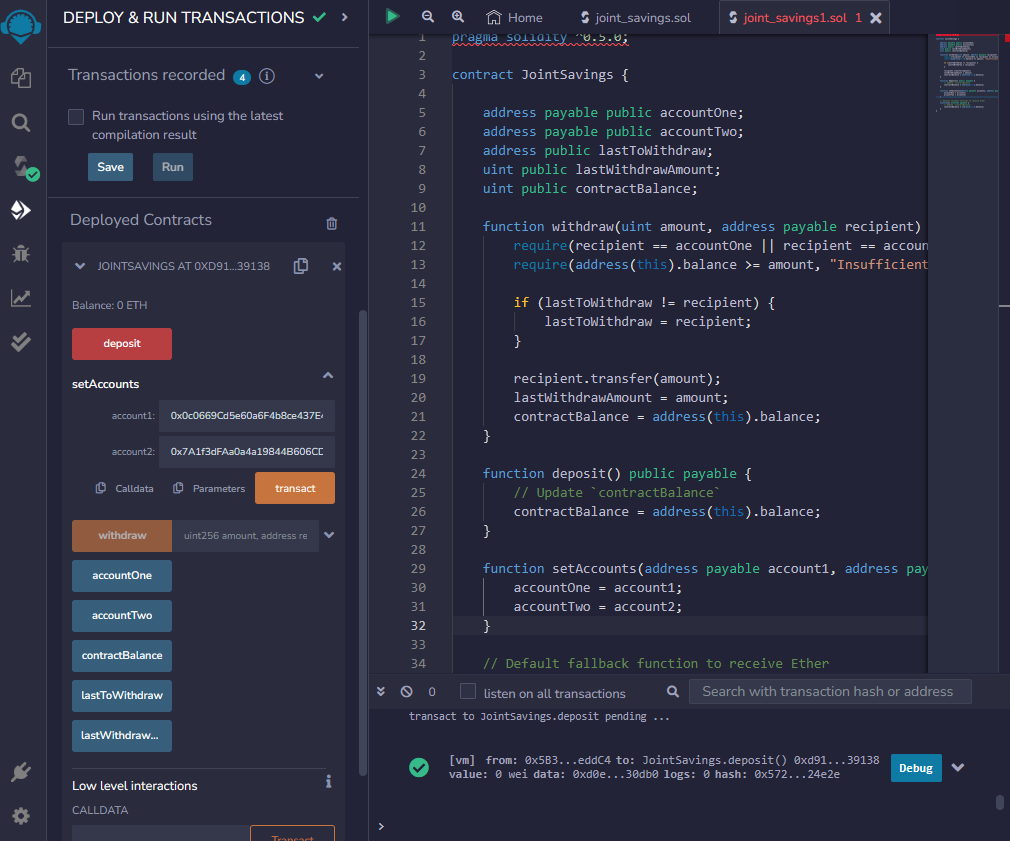 DEPLOY & RUN TRANSACTIONS
Transactions recorded 4 i
Run transactions using the latest
compilation result
Save Run
Deployed Contracts
JOINTSAVINGS AT 0XD91...39138
Balance: 0 ETH
deposit
setAccounts
account1: 0x0c0669Cd5e60a6F4b8ce437E
account2: 0x7A1f3dFAa0a4a19844B606CD
Calldata Parameters transact
withdraw uint256 amount, address re
accountOne
accountTwo
contractBalance
lastToWithdraw
lastWithdraw...
Low level interactions i
CALLDATA
Transact
Home joint_savings.sol joint_savings1.sol 1
1 pragma solidity ^0.5.0;
2
3 contract JointSavings {
4
5 address payable public accountOne;
6 address payable public accountTwo;
7 address public lastToWithdraw;
8 uint public lastWithdrawAmount;
9 uint public contractBalance;
10
11 function withdraw(uint amount, address payable recipient)
12 require(recipient == accountOne || recipient == accoun
13 require(address(this).balance >= amount, "Insufficient
14
15 if (lastToWithdraw != recipient) {
16 lastToWithdraw = recipient;
17 }
18
19 recipient.transfer(amount);
20 lastWithdrawAmount = amount;
21 contractBalance = address(this).balance;
22 }
23
24 function deposit() public payable {
25 // Update `contractBalance`
26 contractBalance = address(this).balance;
27 }
28
29 function setAccounts(address payable account1, address pay
30 accountOne = account1;
31 accountTwo = account2;
32 }
33
34 // Default fallback function to receive Ether
0 listen on all transactions Search with transaction hash or address
transact to JointSavings.deposit pending ...
[vm] from: 0x5B3...eddC4 to: JointSavings.deposit() 0xd91...39138
value: 0 wei data: 0xd0e...30db0 logs: 0 hash: 0x572...24e2e
Debug
>